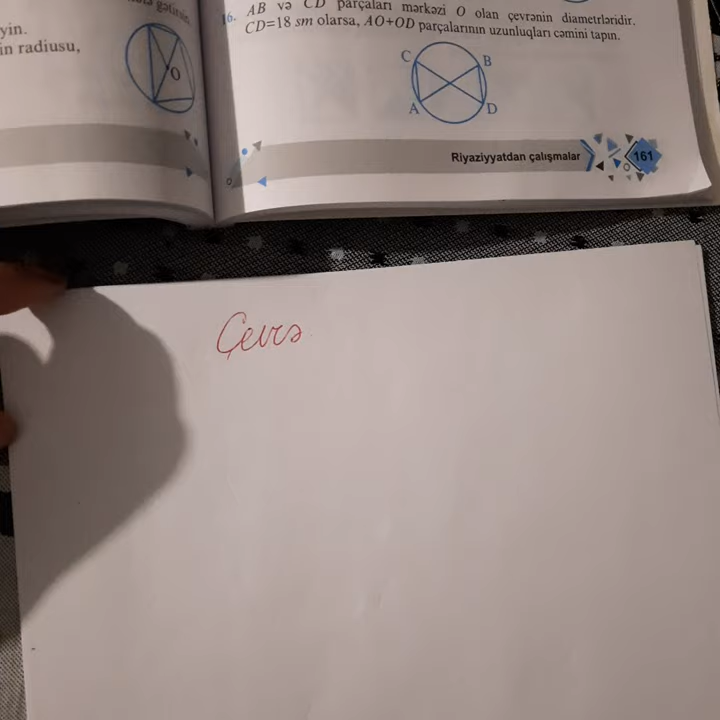 yin.
in radiusu,
O
16. AB və CD parçaları mərkəzi O olan çevrənin diametrləridir.
CD=18 sm olarsa, AO+OD parçalarının uzunluqları cəmini tapın.
C
B
A
D
Riyaziyyatdan çalışmalar
161
Çevrə